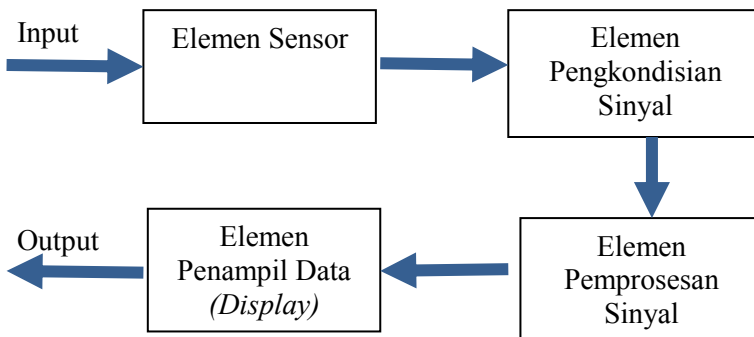 Input
Elemen Sensor
Elemen
Pengkondisian
Sinyal
Output
Elemen
Penampil Data
(Display)
Elemen
Pemprosesan
Sinyal